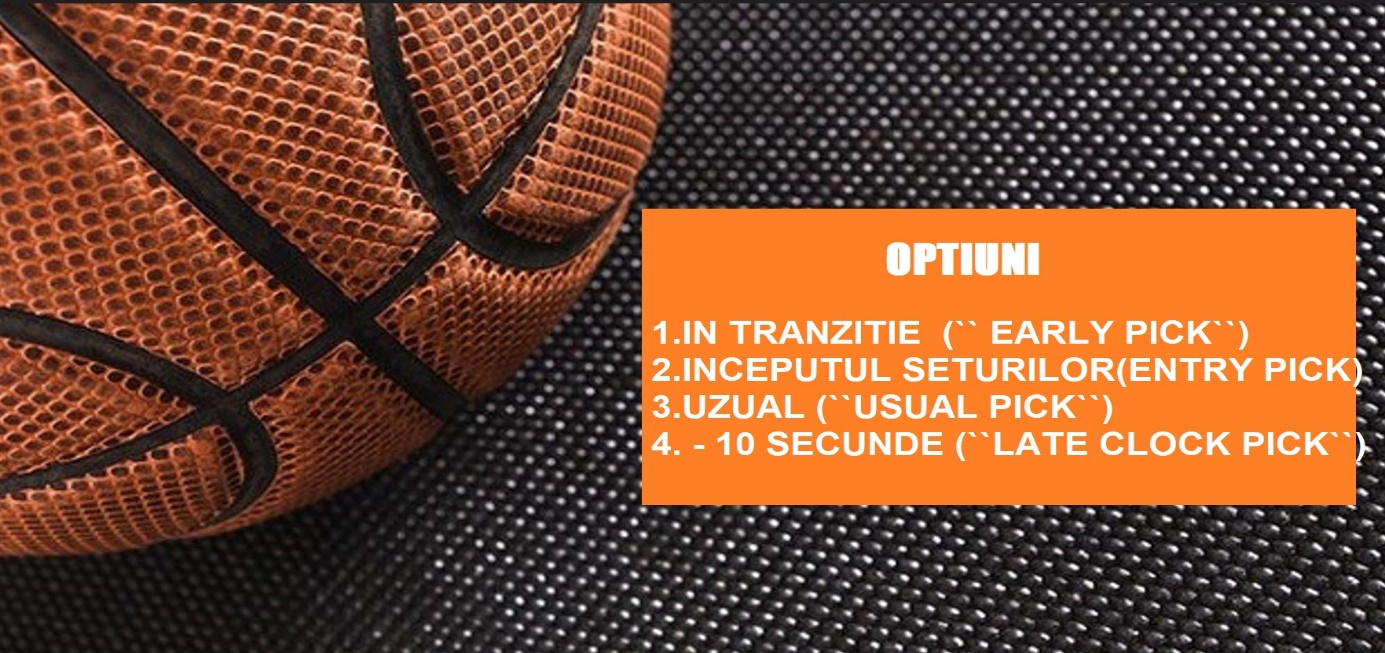 OPTIUNI
1.IN TRANZITIE (`` EARLY PICK``)
2.INCEPUTUL SETURILOR(ENTRY PICK)
3.UZUAL (``USUAL PICK``)
4. - 10 SECUNDE (``LATE CLOCK PICK``)